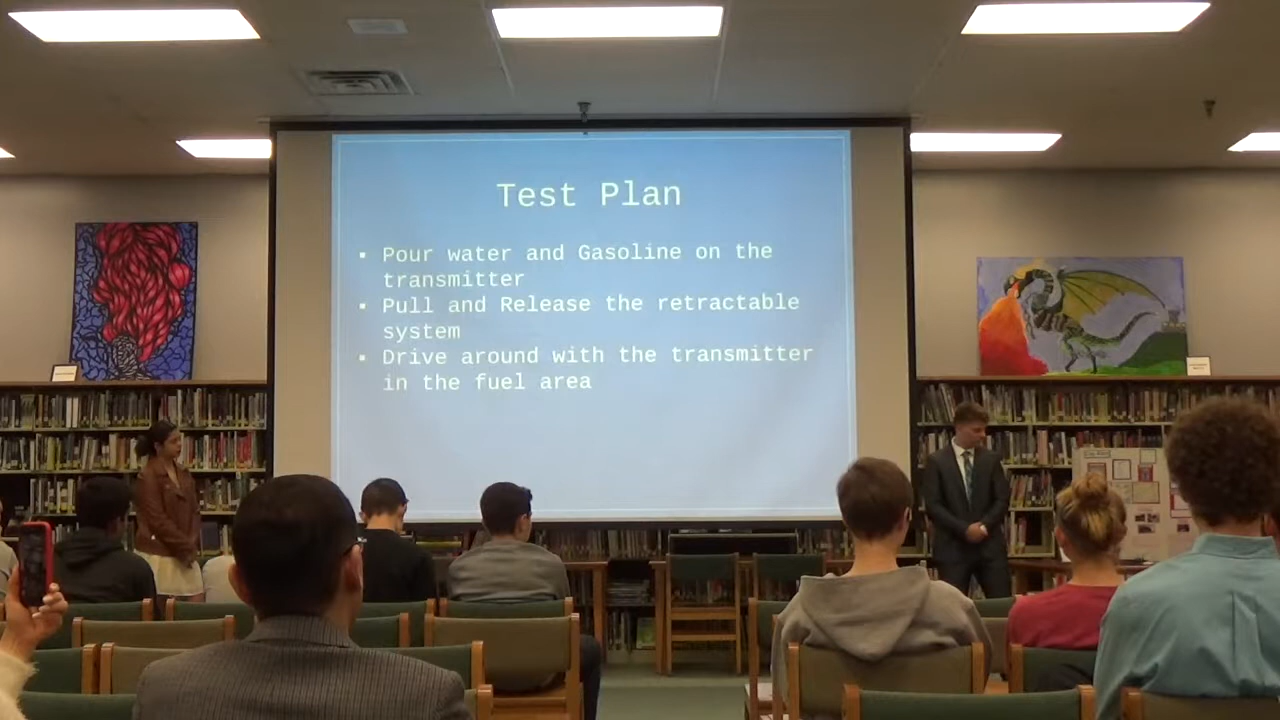 Test Plan
▪ Pour water and Gasoline on the
transmitter
▪ Pull and Release the retractable
system
▪ Drive around with the transmitter
in the fuel area